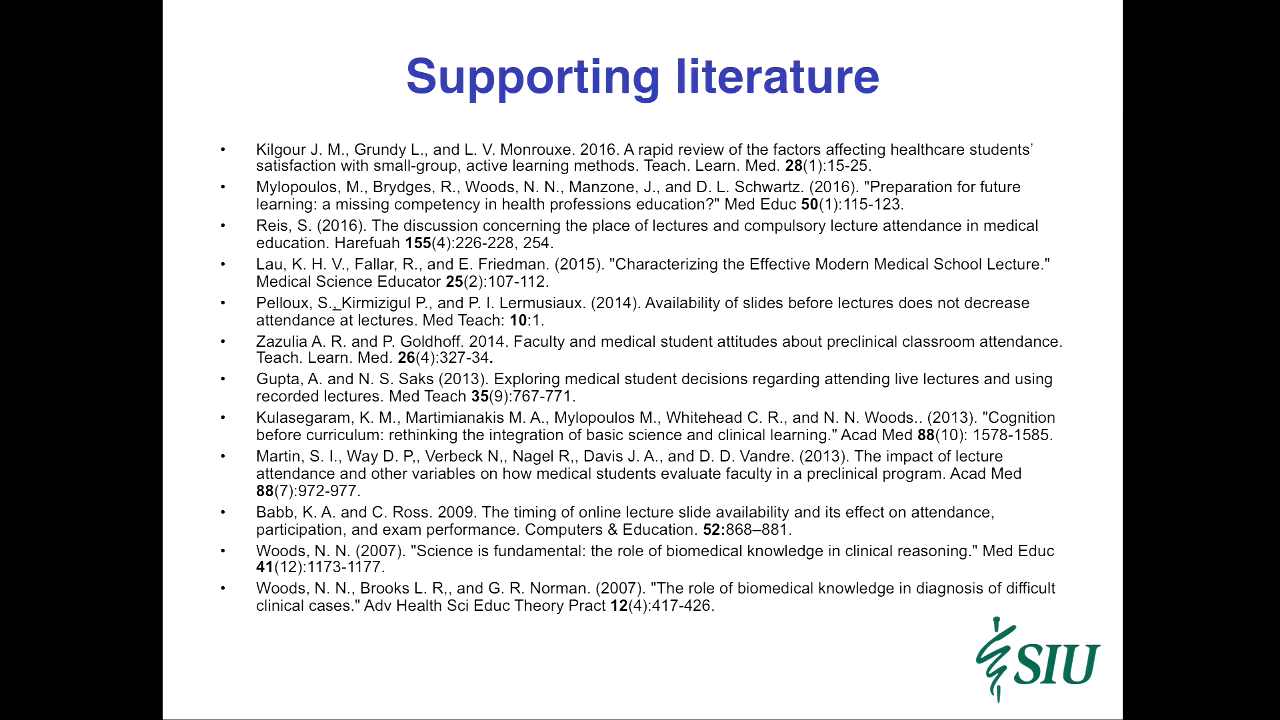 Supporting literature
• Kilgour J. M., Grundy L., and L. V. Monrouxe. 2016. A rapid review of the factors affecting healthcare students’
satisfaction with small-group, active learning methods. Teach. Learn. Med. 28(1):15-25.
• Mylopoulos, M., Brydges, R., Woods, N. N., Manzone, J., and D. L. Schwartz. (2016). "Preparation for future
learning: a missing competency in health professions education?" Med Educ 50(1):115-123.
• Reis, S. (2016). The discussion concerning the place of lectures and compulsory lecture attendance in medical
education. Harefuah 155(4):226-228, 254.
• Lau, K. H. V., Fallar, R., and E. Friedman. (2015). "Characterizing the Effective Modern Medical School Lecture."
Medical Science Educator 25(2):107-112.
• Pelloux, S., Kirmizigul P., and P. I. Lermusiaux. (2014). Availability of slides before lectures does not decrease
attendance at lectures. Med Teach: 10:1.
• Zazulia A. R. and P. Goldhoff. 2014. Faculty and medical student attitudes about preclinical classroom attendance.
Teach. Learn. Med. 26(4):327-34.
• Gupta, A. and N. S. Saks (2013). Exploring medical student decisions regarding attending live lectures and using
recorded lectures. Med Teach 35(9):767-771.
• Kulasegaram, K. M., Martimianakis M. A., Mylopoulos M., Whitehead C. R., and N. N. Woods.. (2013). "Cognition
before curriculum: rethinking the integration of basic science and clinical learning." Acad Med 88(10): 1578-1585.
• Martin, S. I., Way D. P,, Verbeck N,, Nagel R,, Davis J. A., and D. D. Vandre. (2013). The impact of lecture
attendance and other variables on how medical students evaluate faculty in a preclinical program. Acad Med
88(7):972-977.
• Babb, K. A. and C. Ross. 2009. The timing of online lecture slide availability and its effect on attendance,
participation, and exam performance. Computers & Education. 52:868–881.
• Woods, N. N. (2007). "Science is fundamental: the role of biomedical knowledge in clinical reasoning." Med Educ
41(12):1173-1177.
• Woods, N. N., Brooks L. R,, and G. R. Norman. (2007). "The role of biomedical knowledge in diagnosis of difficult
clinical cases." Adv Health Sci Educ Theory Pract 12(4):417-426.
SIU